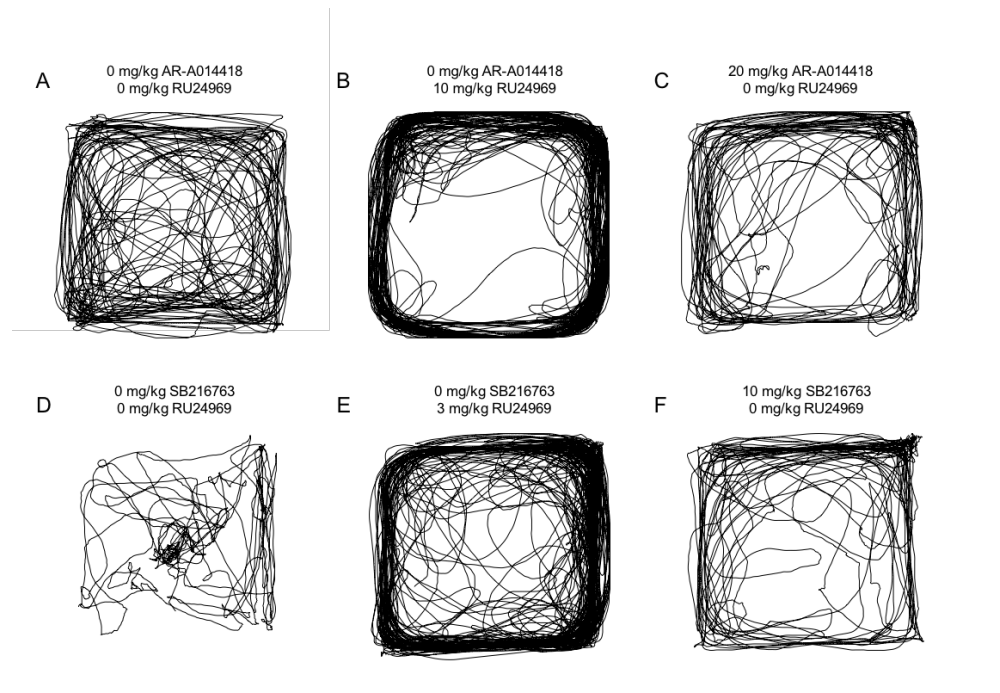 A
0 mg/kg AR-A014418
0 mg/kg RU24969
B
0 mg/kg AR-A014418
10 mg/kg RU24969
C
20 mg/kg AR-A014418
0 mg/kg RU24969
D
0 mg/kg SB216763
0 mg/kg RU24969
E
0 mg/kg SB216763
3 mg/kg RU24969
F
10 mg/kg SB216763
0 mg/kg RU24969